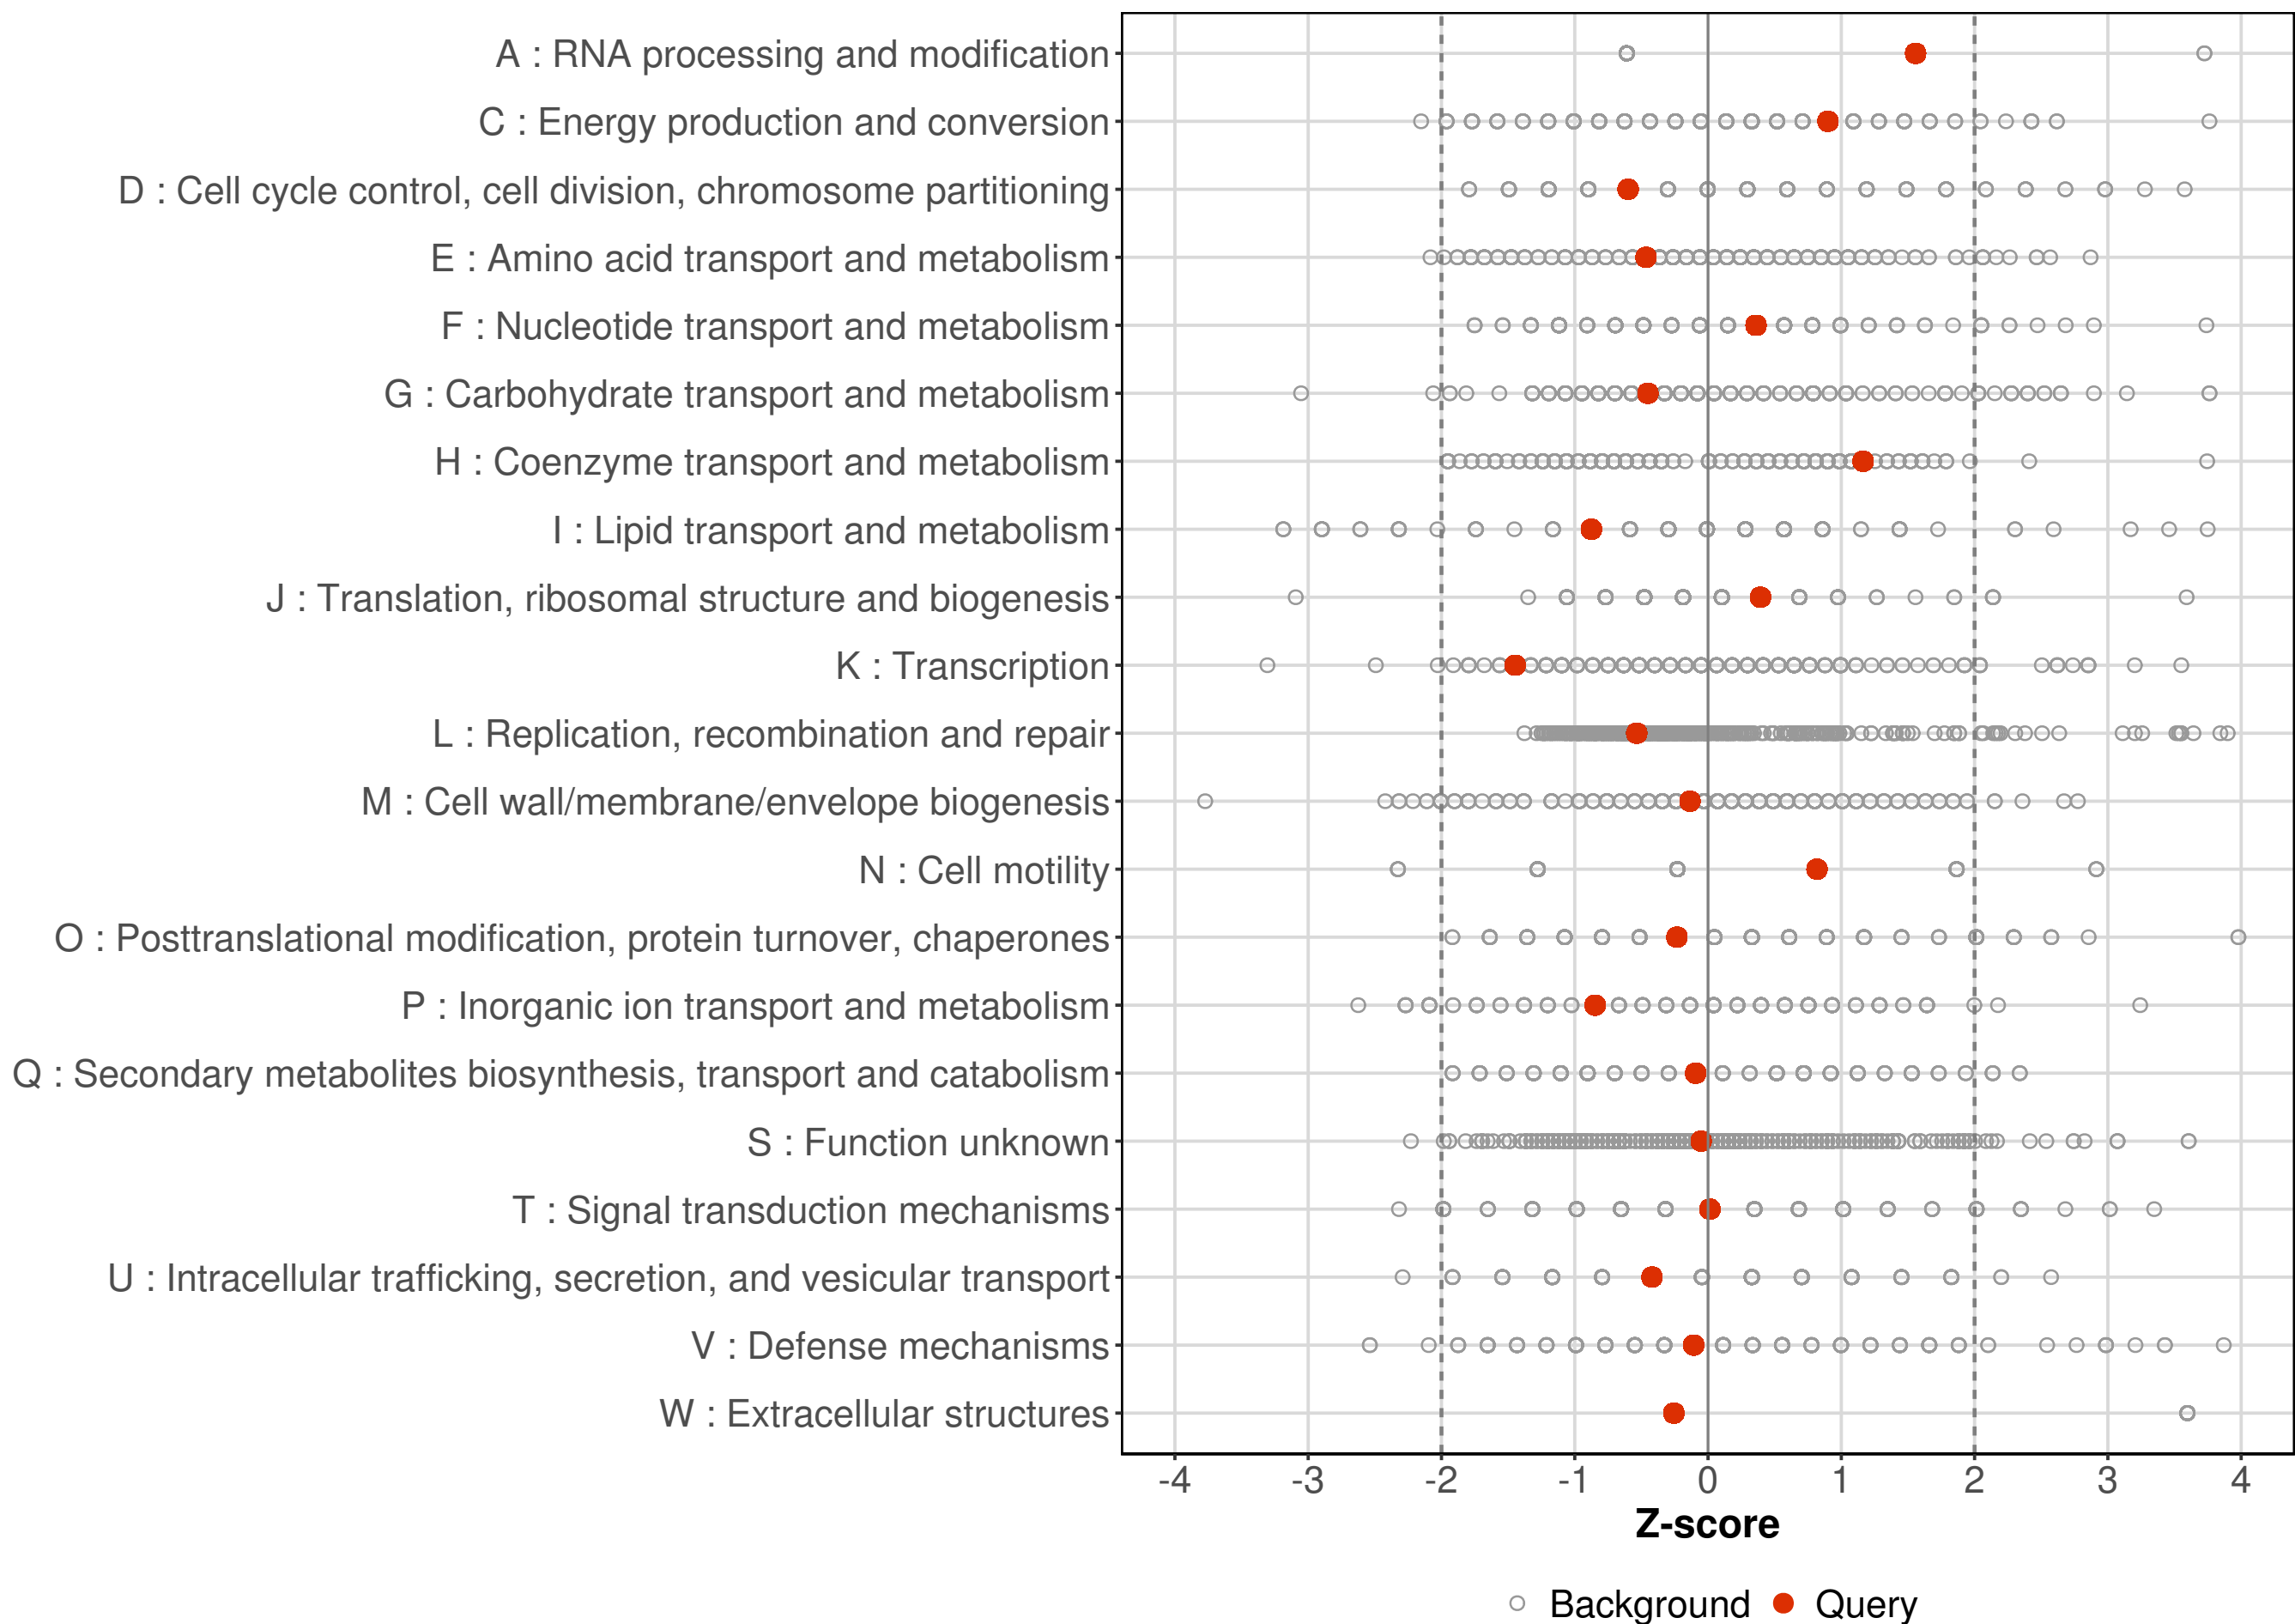 A : RNA processing and modification
C : Energy production and conversion
D : Cell cycle control, cell division, chromosome partitioning
E : Amino acid transport and metabolism
F : Nucleotide transport and metabolism
G : Carbohydrate transport and metabolism
H : Coenzyme transport and metabolism
I : Lipid transport and metabolism
J : Translation, ribosomal structure and biogenesis
K : Transcription
L : Replication, recombination and repair
M : Cell wall/membrane/envelope biogenesis
N : Cell motility
O : Posttranslational modification, protein turnover, chaperones
P : Inorganic ion transport and metabolism
Q : Secondary metabolites biosynthesis, transport and catabolism
S : Function unknown
T : Signal transduction mechanisms
U : Intracellular trafficking, secretion, and vesicular transport
V : Defense mechanisms
W : Extracellular structures
-4 -3 -2 -1 0 1 2 3 4
Z-score
Background Query